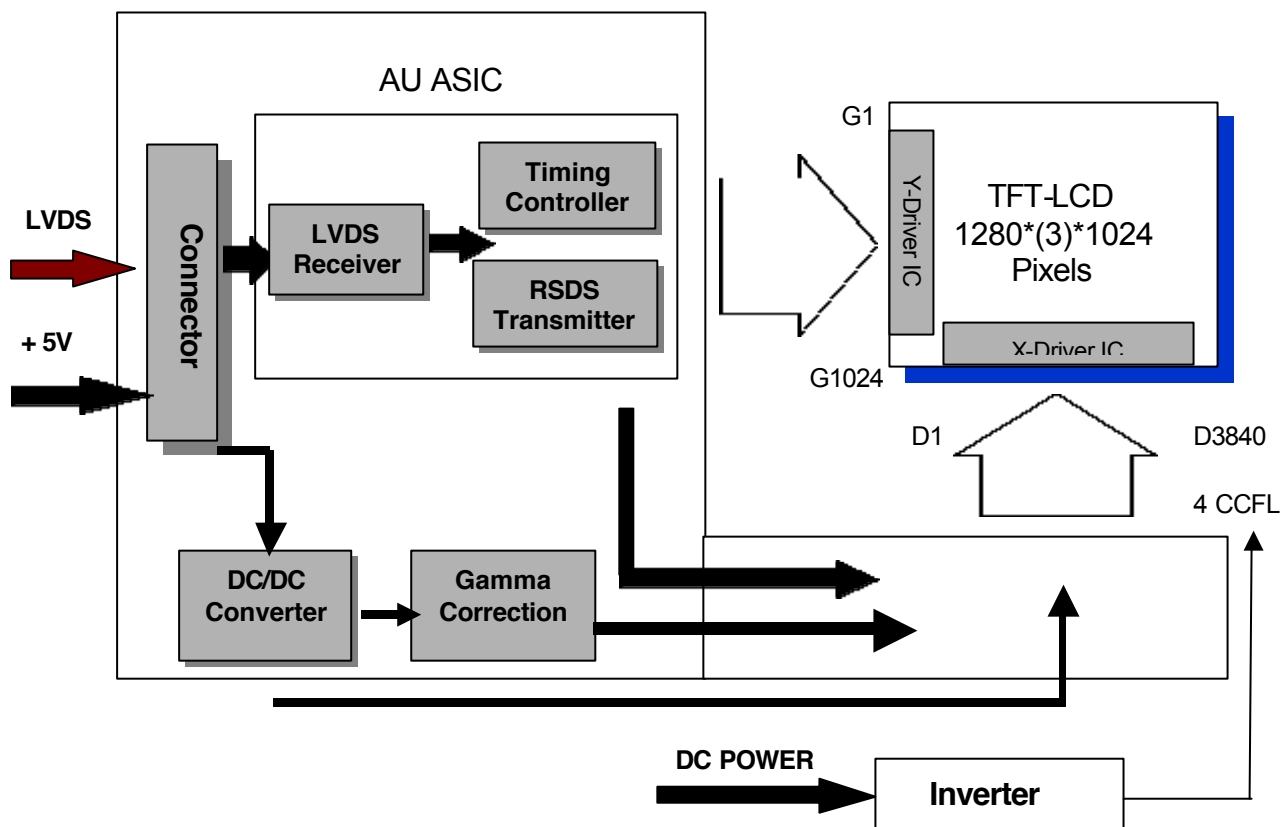 AU ASIC
LVDS
+ 5V
Connector
LVDS
Receiver
Timing
Controller
RSDS
Transmitter
DC/DC
Converter
Gamma
Correction
G1
Y-Driver IC
TFT-LCD
1280*(3)*1024
Pixels
X-Driver IC
G1024
D1
D3840
4 CCFL
DC POWER
Inverter